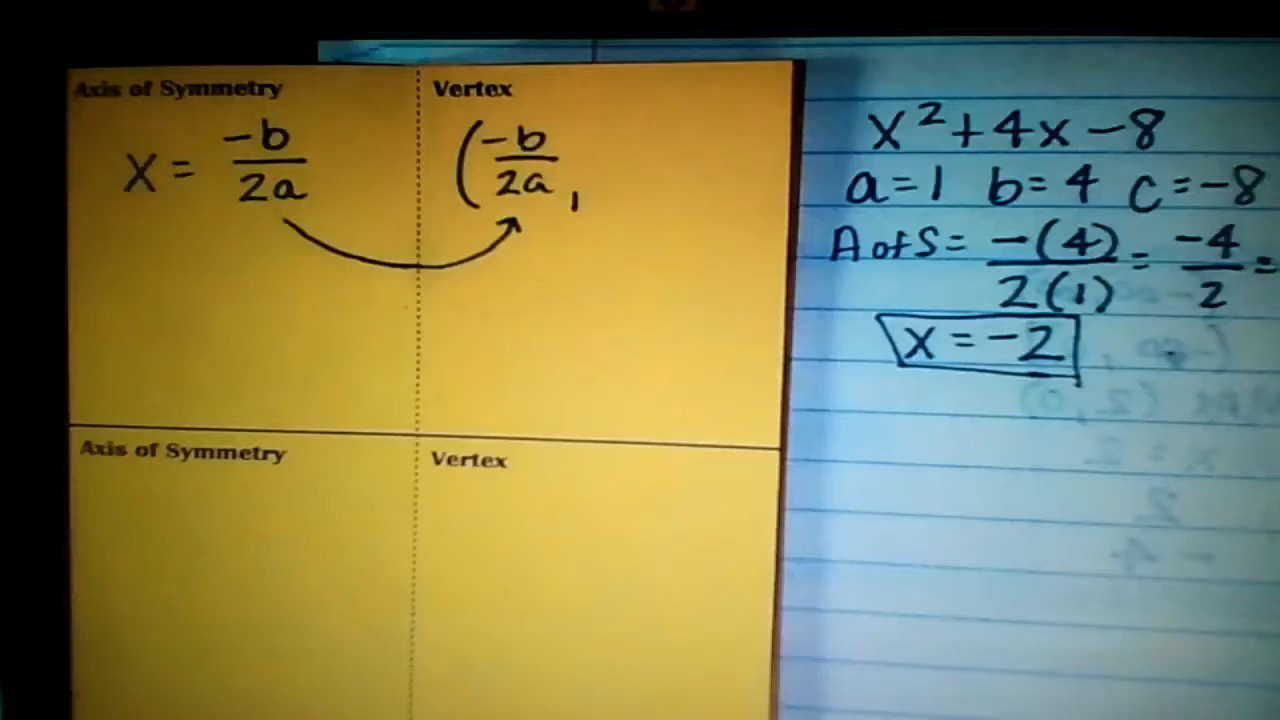 Axis of Symmetry
x = -b/2a
Vertex
(-b/2a ,
Axis of Symmetry
Vertex
x²+4x-8
a=1 b=4 c=-8
A of S = -(4)/2(1) = -4/2 =
x = -2